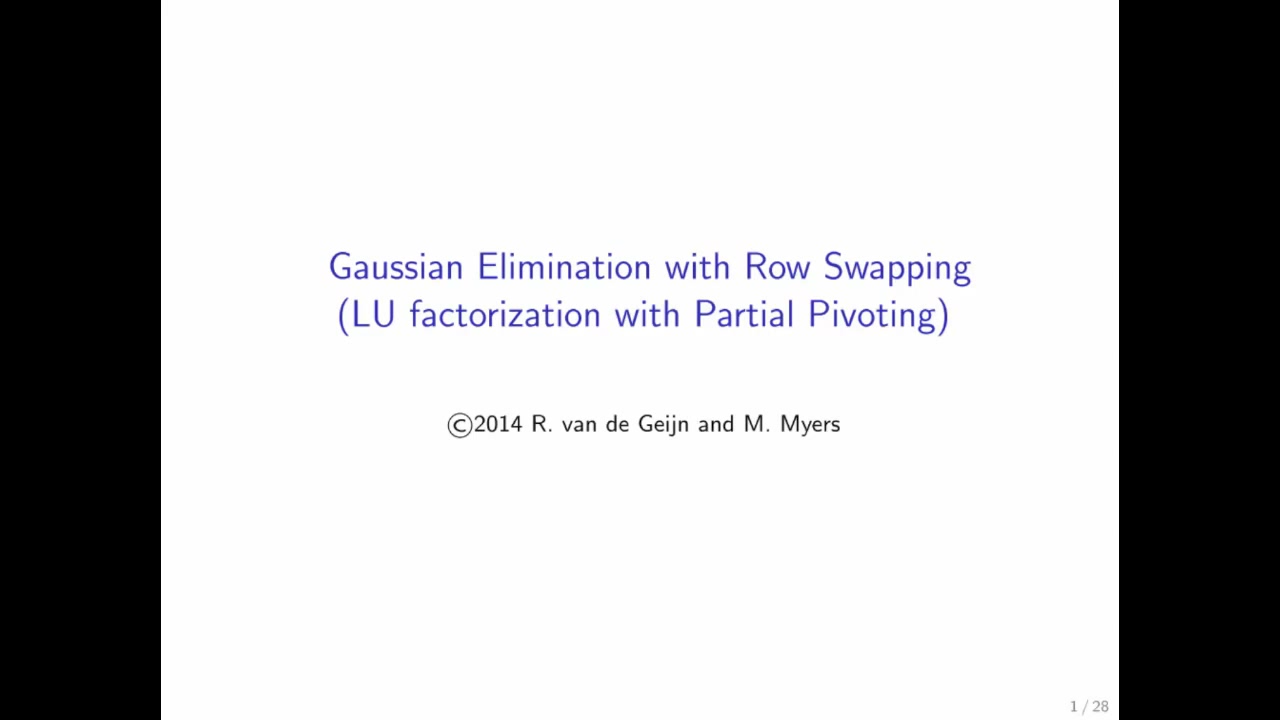 Gaussian Elimination with Row Swapping
(LU factorization with Partial Pivoting)
©2014 R. van de Geijn and M. Myers
1 / 28